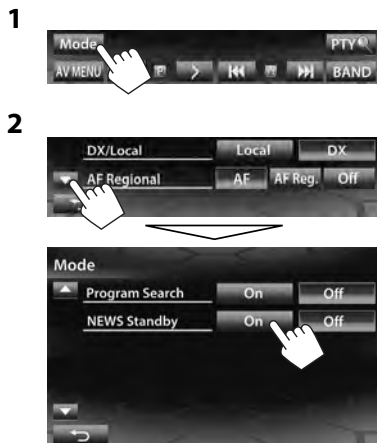 1
Mode PTY
AV MENU P > BAND
2
DX/Local Local DX
AF Regional AF AF Reg. Off
Mode
Program Search On Off
NEWS Standby On Off